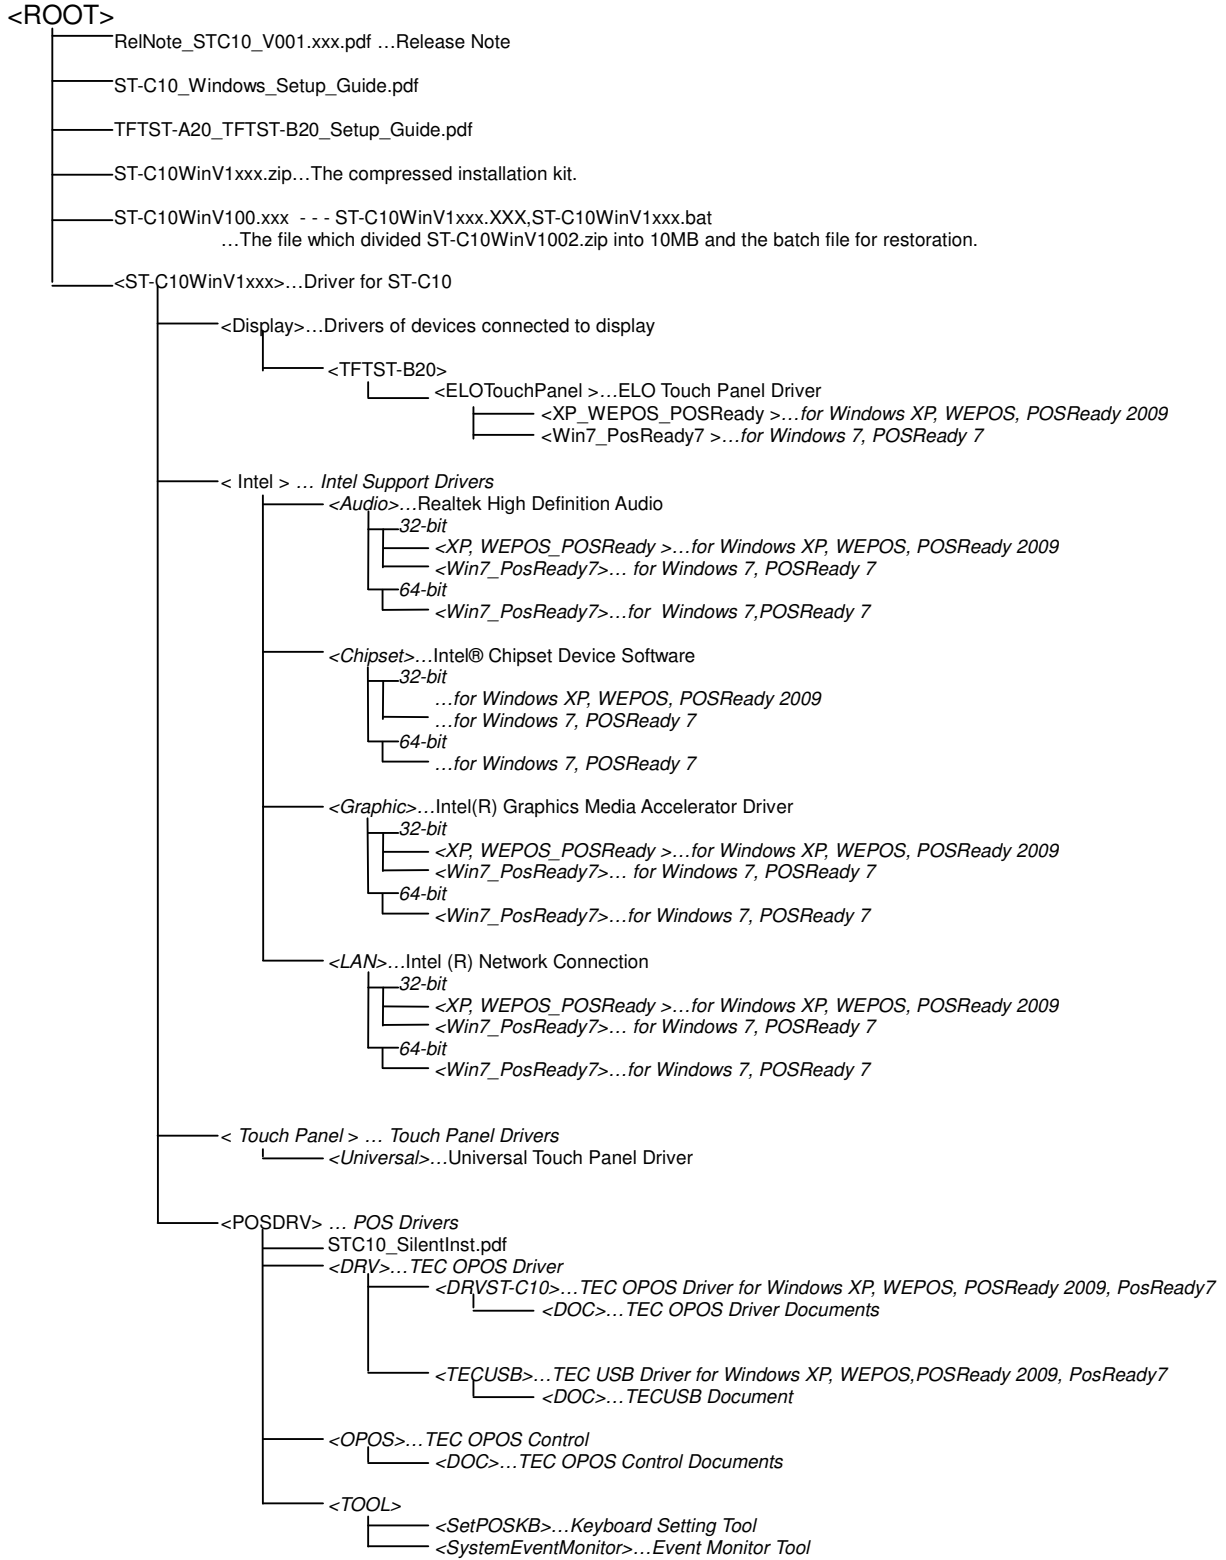 <ROOT>
RelNote_STC10_V001.xxx.pdf …Release Note
ST-C10_Windows_Setup_Guide.pdf
TFTST-A20_TFTST-B20_Setup_Guide.pdf
ST-C10WinV1xxx.zip…The compressed installation kit.
ST-C10WinV100.xxx - - - ST-C10WinV1xxx.XXX,ST-C10WinV1xxx.bat
…The file which divided ST-C10WinV1002.zip into 10MB and the batch file for restoration.
<ST-C10WinV1xxx>…Driver for ST-C10
<Display>…Drivers of devices connected to display
<TFTST-B20>
<ELOTouchPanel >…ELO Touch Panel Driver
<XP_WEPOS_POSReady >…for Windows XP, WEPOS, POSReady 2009
<Win7_PosReady7 >…for Windows 7, POSReady 7
< Intel > … Intel Support Drivers
<Audio>…Realtek High Definition Audio
32-bit
<XP, WEPOS_POSReady >…for Windows XP, WEPOS, POSReady 2009
<Win7_PosReady7>… for Windows 7, POSReady 7
64-bit
<Win7_PosReady7>…for Windows 7,POSReady 7
<Chipset>…Intel® Chipset Device Software
32-bit
…for Windows XP, WEPOS, POSReady 2009
…for Windows 7, POSReady 7
64-bit
…for Windows 7, POSReady 7
<Graphic>…Intel(R) Graphics Media Accelerator Driver
32-bit
<XP, WEPOS_POSReady >…for Windows XP, WEPOS, POSReady 2009
<Win7_PosReady7>… for Windows 7, POSReady 7
64-bit
<Win7_PosReady7>…for Windows 7, POSReady 7
<LAN>…Intel (R) Network Connection
32-bit
<XP, WEPOS_POSReady >…for Windows XP, WEPOS, POSReady 2009
<Win7_PosReady7>… for Windows 7, POSReady 7
64-bit
<Win7_PosReady7>…for Windows 7, POSReady 7
< Touch Panel > … Touch Panel Drivers
<Universal>…Universal Touch Panel Driver
<POSDRV> … POS Drivers
STC10_SilentInst.pdf
<DRV>…TEC OPOS Driver
<DRVST-C10>…TEC OPOS Driver for Windows XP, WEPOS, POSReady 2009, PosReady7
<DOC>…TEC OPOS Driver Documents
<TECUSB>…TEC USB Driver for Windows XP, WEPOS,POSReady 2009, PosReady7
<DOC>…TECUSB Document
<OPOS>…TEC OPOS Control
<DOC>…TEC OPOS Control Documents
<TOOL>
<SetPOSKB>…Keyboard Setting Tool
<SystemEventMonitor>…Event Monitor Tool